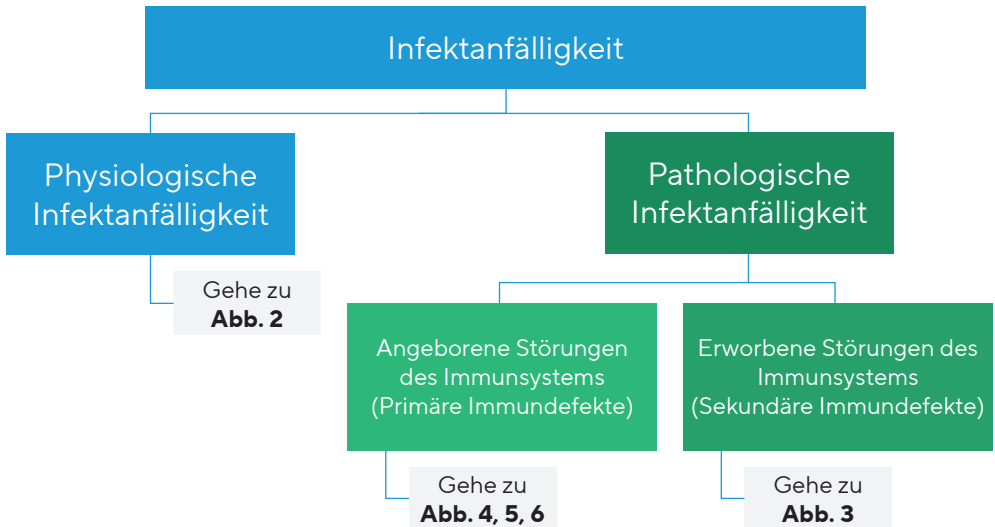 Infektanfälligkeit
Physiologische
Infektanfälligkeit
Pathologische
Infektanfälligkeit
Gehe zu
Abb. 2
Angeborene Störungen
des Immunsystems
(Primäre Immundefekte)
Erworbene Störungen des
Immunsystems
(Sekundäre Immundefekte)
Gehe zu
Abb. 4, 5, 6
Gehe zu
Abb. 3